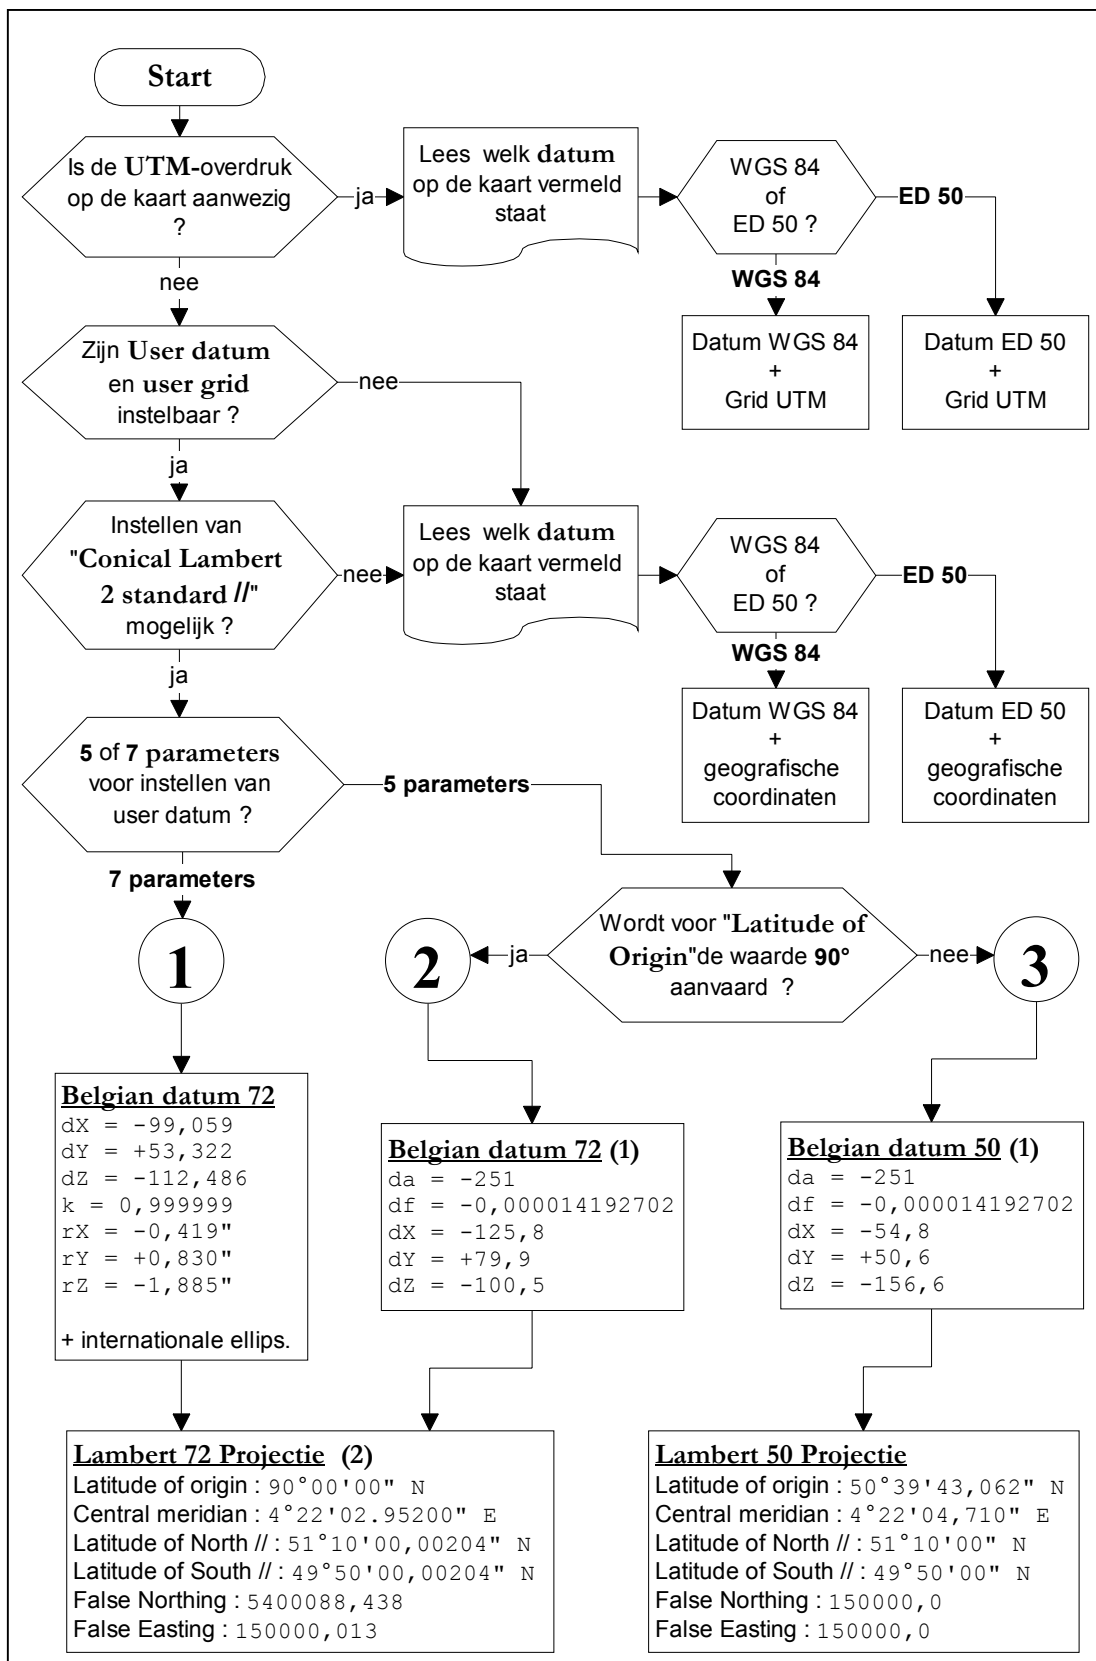 Start
Is de UTM-overdruk
op de kaart aanwezig
?
ja
Lees welk datum
op de kaart vermeld
staat
WGS 84
of
ED 50 ?
ED 50
WGS 84
nee
Datum WGS 84
+
Grid UTM
Datum ED 50
+
Grid UTM
Zijn User datum
en user grid
instelbaar ?
nee
ja
Instellen van
"Conical Lambert
2 standard //"
mogelijk ?
nee
Lees welk datum
op de kaart vermeld
staat
WGS 84
of
ED 50 ?
ED 50
WGS 84
ja
Datum WGS 84
+
geografische
coordinaten
Datum ED 50
+
geografische
coordinaten
5 of 7 parameters
voor instellen van
user datum ?
5 parameters
7 parameters
Wordt voor "Latitude of
Origin"de waarde 90°
aanvaard ?
ja
nee
1
2
3
Belgian datum 72
dX = -99,059
dY = +53,322
dZ = -112,486
k = 0,999999
rX = -0,419"
rY = +0,830"
rZ = -1,885"
+ internationale ellips.
Belgian datum 72 (1)
da = -251
df = -0,000014192702
dX = -125,8
dY = +79,9
dZ = -100,5
Belgian datum 50 (1)
da = -251
df = -0,000014192702
dX = -54,8
dY = +50,6
dZ = -156,6
Lambert 72 Projectie (2)
Latitude of origin : 90°00'00" N
Central meridian : 4°22'02.95200" E
Latitude of North // : 51°10'00,00204" N
Latitude of South // : 49°50'00,00204" N
False Northing : 5400088,438
False Easting : 150000,013
Lambert 50 Projectie
Latitude of origin : 50°39'43,062" N
Central meridian : 4°22'04,710" E
Latitude of North // : 51°10'00" N
Latitude of South // : 49°50'00" N
False Northing : 150000,0
False Easting : 150000,0